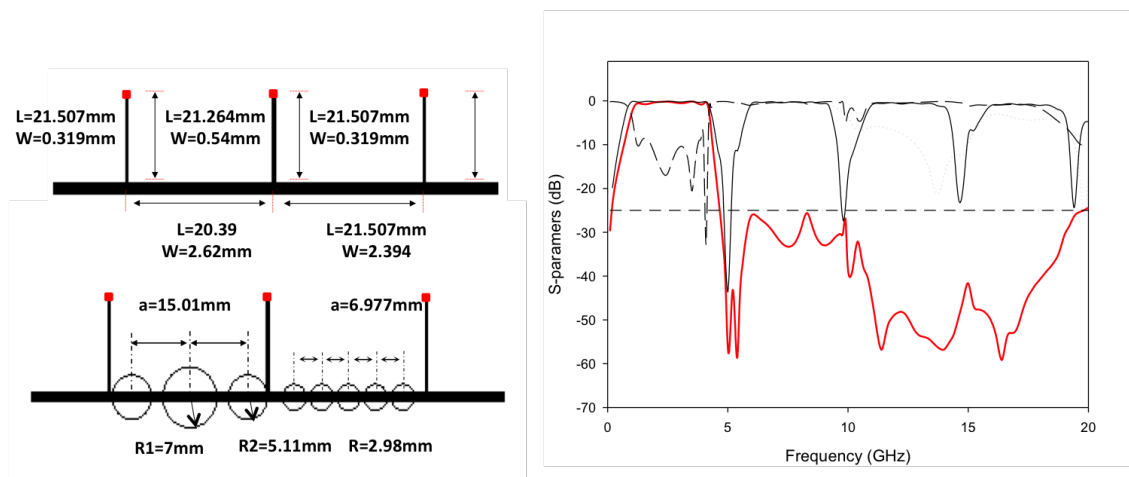 L=21.507mm L=21.264mm L=21.507mm
W=0.319mm W=0.54mm W=0.319mm
L=20.39 L=21.507mm
W=2.62mm W=2.394
a=15.01mm a=6.977mm
R1=7mm R2=5.11mm R=2.98mm
S-paramers (dB)
0
-10
-20
-30
-40
-50
-60
-70
0 5 10 15 20
Frequency (GHz)